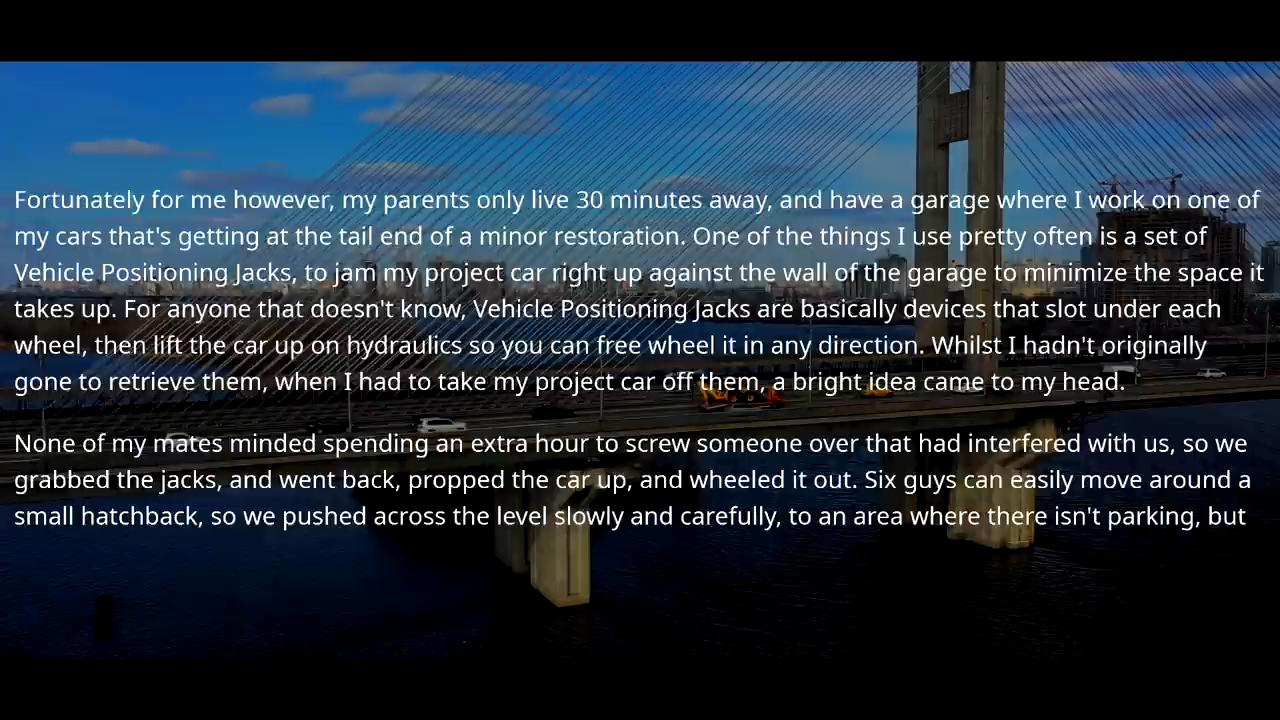 Fortunately for me however, my parents only live 30 minutes away, and have a garage where I work on one of
my cars that's getting at the tail end of a minor restoration. One of the things I use pretty often is a set of
Vehicle Positioning Jacks, to jam my project car right up against the wall of the garage to minimize the space it
takes up. For anyone that doesn't know, Vehicle Positioning Jacks are basically devices that slot under each
wheel, then lift the car up on hydraulics so you can free wheel it in any direction. Whilst I hadn't originally
gone to retrieve them, when I had to take my project car off them, a bright idea came to my head.
None of my mates minded spending an extra hour to screw someone over that had interfered with us, so we
grabbed the jacks, and went back, propped the car up, and wheeled it out. Six guys can easily move around a
small hatchback, so we pushed across the level slowly and carefully, to an area where there isn't parking, but